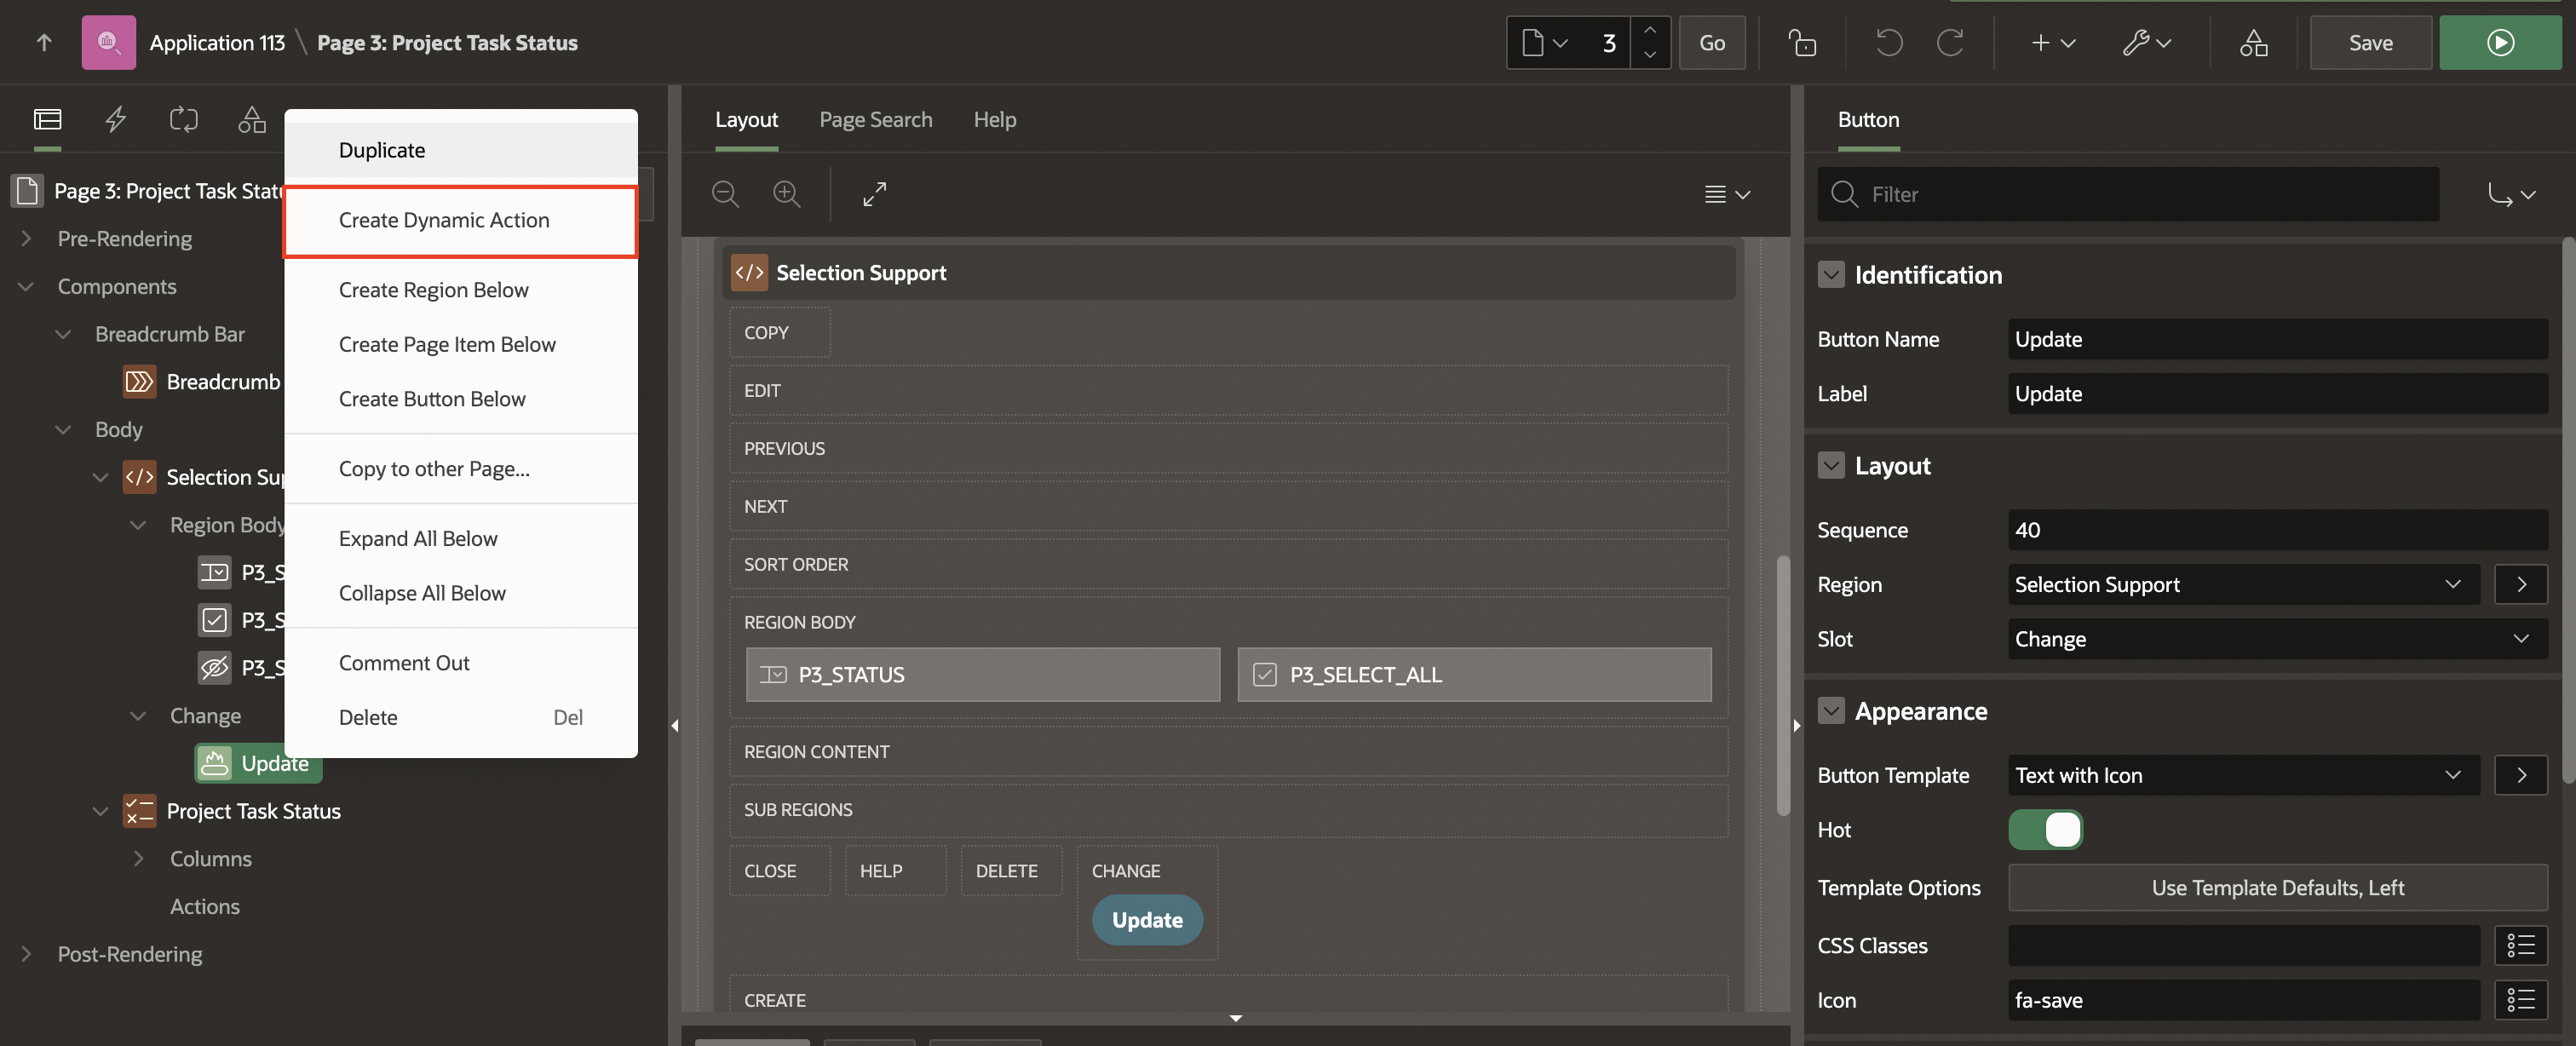 Application 113 \ Page 3: Project Task Status
3
Go
Save
Duplicate
Create Dynamic Action
Create Region Below
Create Page Item Below
Create Button Below
Copy to other Page...
Expand All Below
Collapse All Below
Comment Out
Delete Del
Page 3: Project Task Stat
Pre-Rendering
Components
Breadcrumb Bar
Breadcrumb
Body
Selection Su
Region Body
P3_S
P3_S
P3_S
Change
Update
Project Task Status
Columns
Actions
Post-Rendering
Layout Page Search Help
Selection Support
COPY
EDIT
PREVIOUS
NEXT
SORT ORDER
REGION BODY
P3_STATUS P3_SELECT_ALL
REGION CONTENT
SUB REGIONS
CLOSE HELP DELETE CHANGE
Update
CREATE
Button
Filter
Identification
Button Name Update
Label Update
Layout
Sequence 40
Region Selection Support
Slot Change
Appearance
Button Template Text with Icon
Hot
Template Options Use Template Defaults, Left
CSS Classes
Icon fa-save